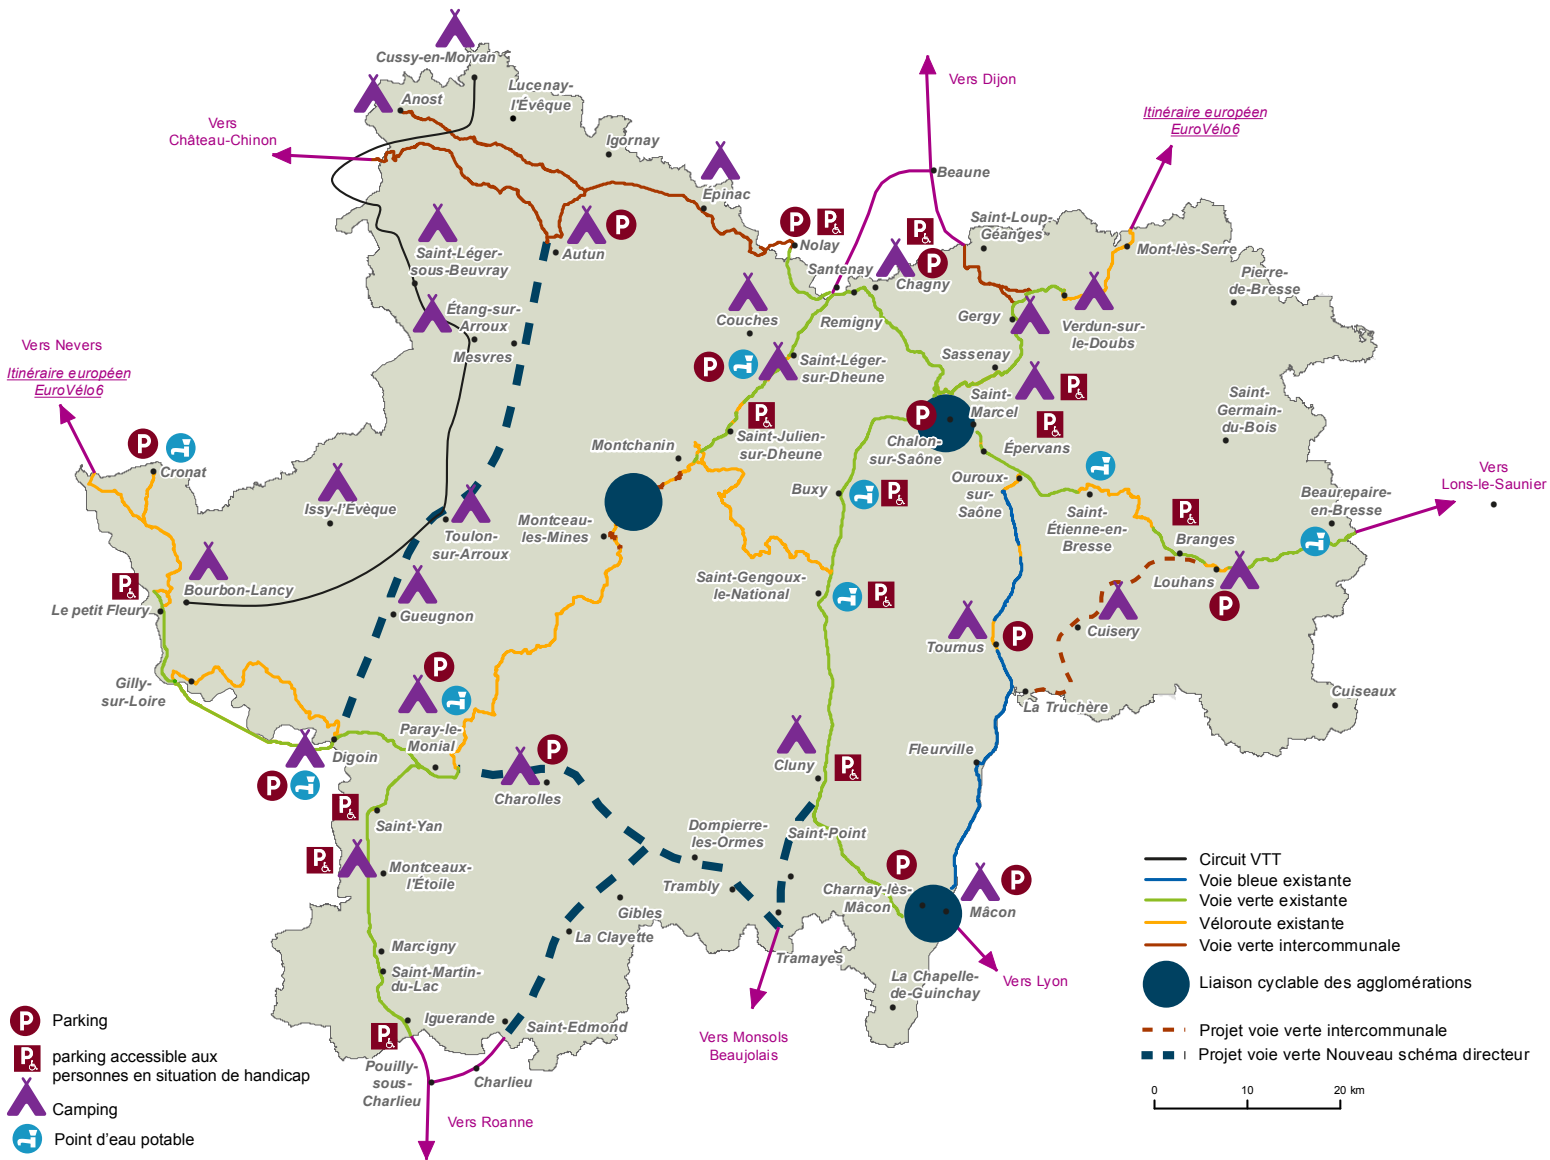 Cussy-en-Morvan
Anost
Lucenay-
l'Évêque
Vers
Château-Chinon
Igornay
Épinac
Vers Dijon
Itinéraire européen
EuroVélo6
Beaune
Saint-Loup-
Géanges
Mont-lès-Serre
Saint-Léger-
sous-Beuvray
Autun
P
P
P
Nolay
Santenay
P
P
Chagny
Pierre-
de-Bresse
Étang-sur-
Arroux
Mesvres
Couches
Remigny
Gergy
Verdun-sur-
le-Doubs
Vers Nevers
Itinéraire européen
EuroVélo6
P
Saint-Léger-
sur-Dheune
Sassenay
P
Saint-
Marcel
Saint-
Germain-
du-Bois
P
Cronat
Montchanin
P
Saint-Julien-
sur-Dheune
P
Chalon-
sur-Saône
P
Épervans
Issy-l'Évèque
Toulon-
sur-Arroux
Montceau-
les-Mines
Buxy
P
Ouroux-
sur-
Saône
Saint-
Étienne-en-
Bresse
P
Branges
Beaurepaire-
en-Bresse
Vers
Lons-le-Saunier
P
Le petit Fleury
Bourbon-Lancy
Gueugnon
Saint-Gengoux-
le-National
P
Louhans
P
Cuisery
Tournus
P
Gilly-
sur-Loire
P
Paray-le-
Monial
La Truchère
Cuiseaux
Digoin
P
P
Charolles
Cluny
P
Fleurville
P
Saint-Yan
P
Montceaux-
l'Étoile
Dompierre-
les-Ormes
Trambly
Saint-Point
P
Charnay-lès-
Mâcon
P
Mâcon
Gibles
La Clayette
Marcigny
Saint-Martin-
du-Lac
Tramayes
La Chapelle-
de-Guinchay
Vers Lyon
Iguerande
P
Saint-Edmond
Vers Monsols
Beaujolais
Pouilly-
sous-
Charlieu
Charlieu
Vers Roanne
P
Parking
P
parking accessible aux
personnes en situation de handicap
Camping
Point d'eau potable
Circuit VTT
Voie bleue existante
Voie verte existante
Véloroute existante
Voie verte intercommunale
Liaison cyclable des agglomérations
Projet voie verte intercommunale
Projet voie verte Nouveau schéma directeur
0 10 20 km